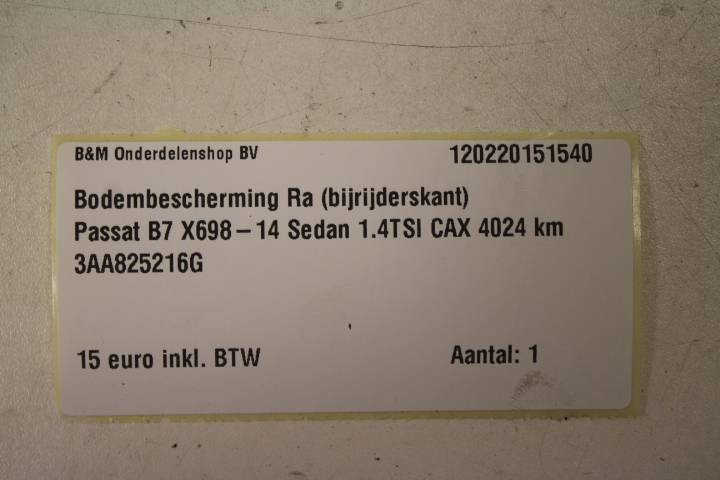 B&M Onderdelenshop BV 120220151540
Bodembescherming Ra (bijrijderskant)
Passat B7 X698-14 Sedan 1.4TSI CAX 4024 km
3AA825216G
15 euro inkl. BTW Aantal: 1